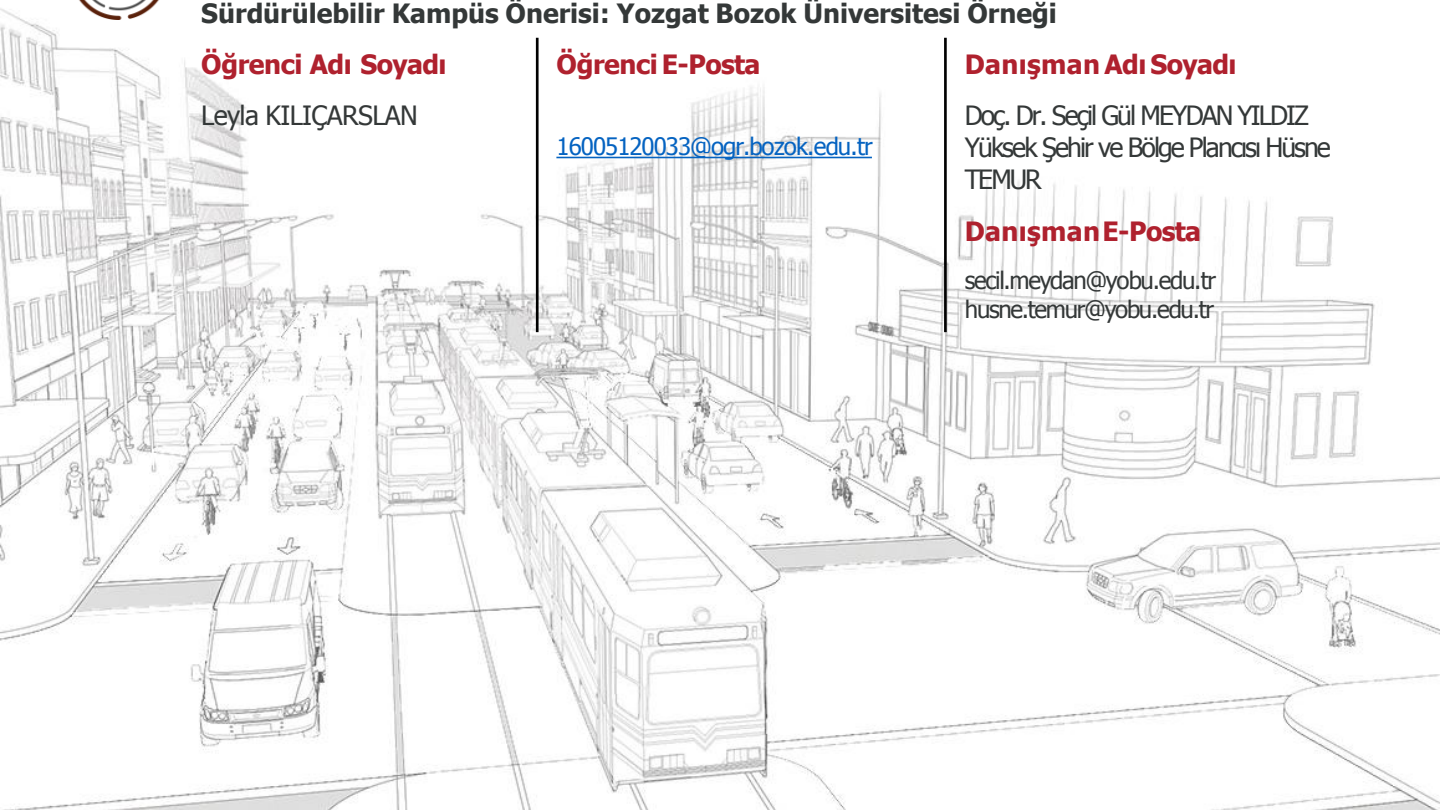 Sürdürülebilir Kampüs Önerisi: Yozgat Bozok Üniversitesi Örneği
Öğrenci Adı Soyadı
Leyla KILIÇARSLAN
Öğrenci E-Posta
16005120033@ogr.bozok.edu.tr
Danışman Adı Soyadı
Doç. Dr. Seçil Gül MEYDAN YILDIZ
Yüksek Şehir ve Bölge Plancısı Hüsne
TEMUR
Danışman E-Posta
secil.meydan@yobu.edu.tr
husne.temur@yobu.edu.tr